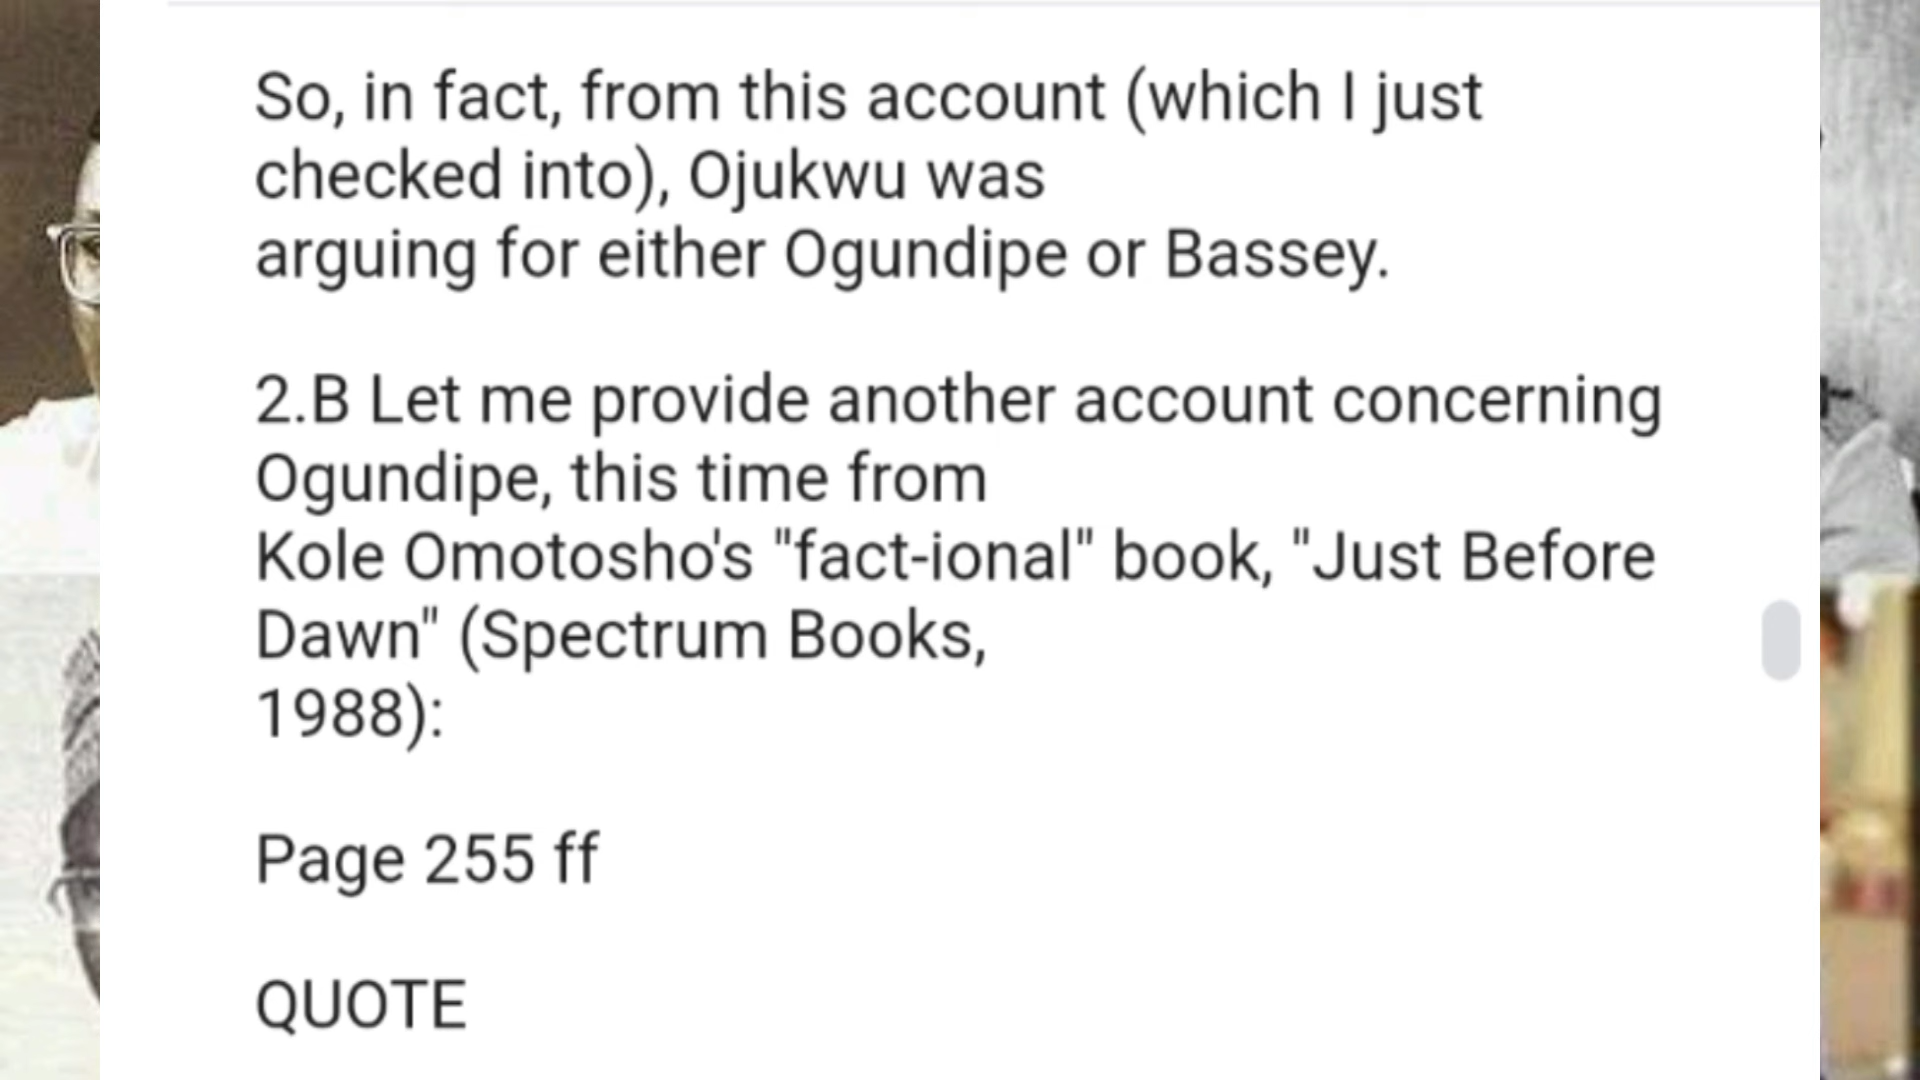 So, in fact, from this account (which I just
checked into), Ojukwu was
arguing for either Ogundipe or Bassey.
2.B Let me provide another account concerning
Ogundipe, this time from
Kole Omotosho's "fact-ional" book, "Just Before
Dawn" (Spectrum Books,
1988):
Page 255 ff
QUOTE